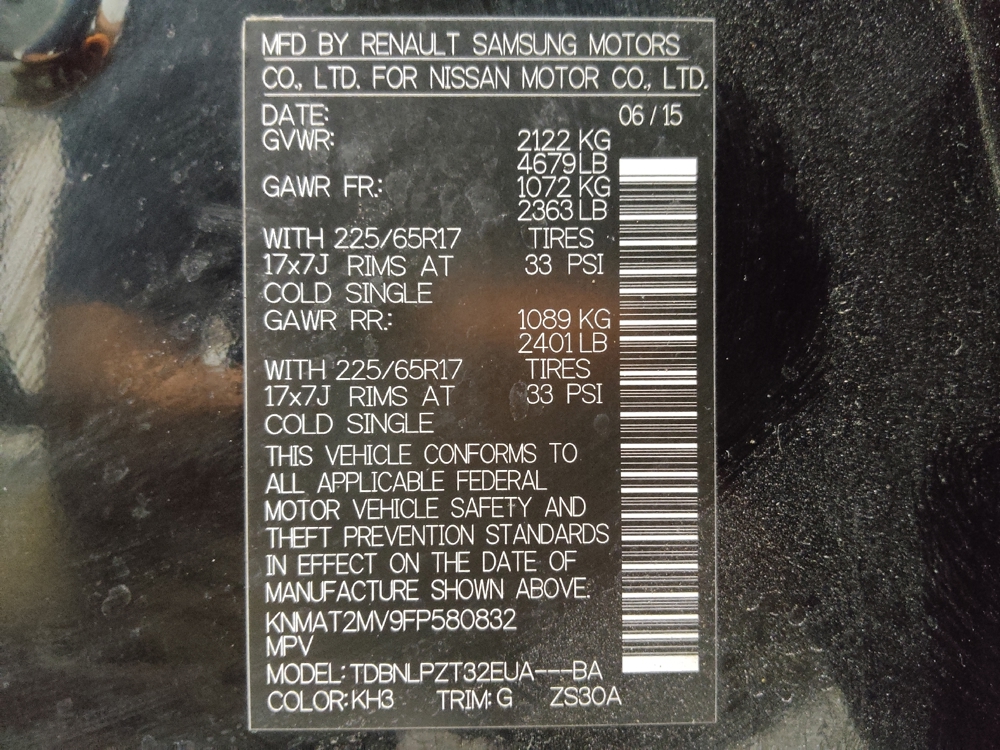 MFD BY RENAULT SAMSUNG MOTORS
CO., LTD. FOR NISSAN MOTOR CO., LTD.
DATE: 06 / 15
GVWR: 2122 KG
4679 LB
GAWR FR.: 1072 KG
2363 LB
WITH 225/65R17 TIRES
17x7J RIMS AT 33 PSI
COLD SINGLE
GAWR RR.: 1089 KG
2401 LB
WITH 225/65R17 TIRES
17x7J RIMS AT 33 PSI
COLD SINGLE
THIS VEHICLE CONFORMS TO
ALL APPLICABLE FEDERAL
MOTOR VEHICLE SAFETY AND
THEFT PREVENTION STANDARDS
IN EFFECT ON THE DATE OF
MANUFACTURE SHOWN ABOVE.
KNMAT2MV9FP580832
MPV
MODEL: TDBNLPZT32EUA---BA
COLOR: KH3 TRIM: G ZS30A